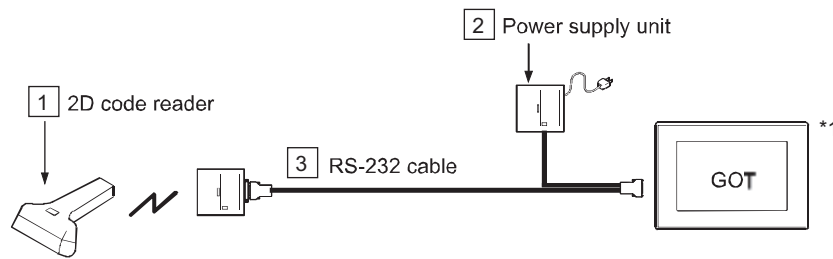 2 Power supply unit
1 2D code reader
*1
3 RS-232 cable
GOT